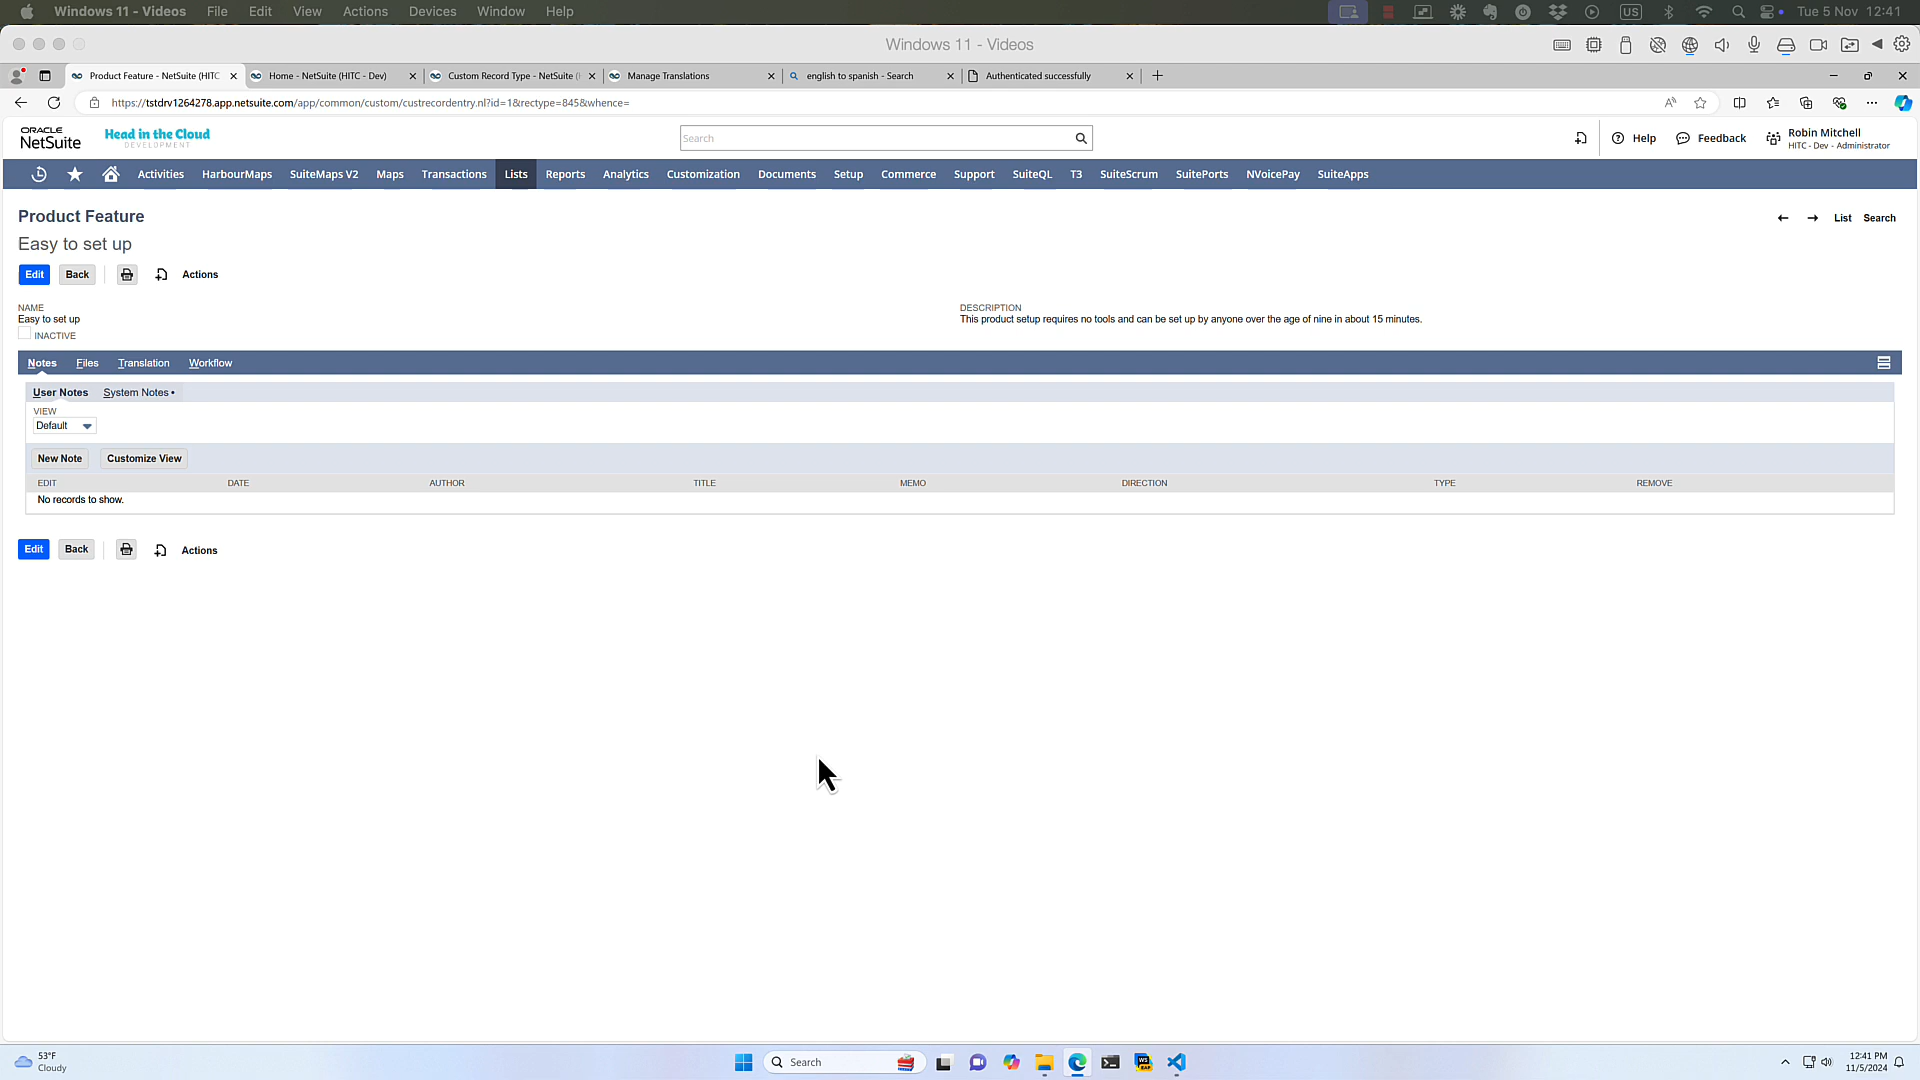 Windows 11 - Videos File Edit View Actions Devices Window Help US Tue 5 Nov 12:41
Windows 11 - Videos
Product Feature - NetSuite (HITC Home - NetSuite (HITC - Dev) Custom Record Type - NetSuite ( Manage Translations english to spanish - Search Authenticated successfully
https://tstdrv1264278.app.netsuite.com/app/common/custom/custrecordentry.nl?id=1&rectype=845&whence=
ORACLE
NetSuite
Head in the Cloud
DEVELOPMENT
Search
Help Feedback
Robin Mitchell
HITC - Dev - Administrator
Activities HarbourMaps SuiteMaps V2 Maps Transactions Lists Reports Analytics Customization Documents Setup Commerce Support SuiteQL T3 SuiteScrum SuitePorts NVoicePay SuiteApps
Product Feature
List Search
Easy to set up
Edit Back Actions
NAME
Easy to set up
INACTIVE
DESCRIPTION
This product setup requires no tools and can be set up by anyone over the age of nine in about 15 minutes.
Notes Files Translation Workflow
User Notes System Notes •
VIEW
Default
New Note Customize View
EDIT DATE AUTHOR TITLE MEMO DIRECTION TYPE REMOVE
No records to show.
Edit Back Actions
53°F
Cloudy
Search
WS
EAP
12:41 PM
11/5/2024